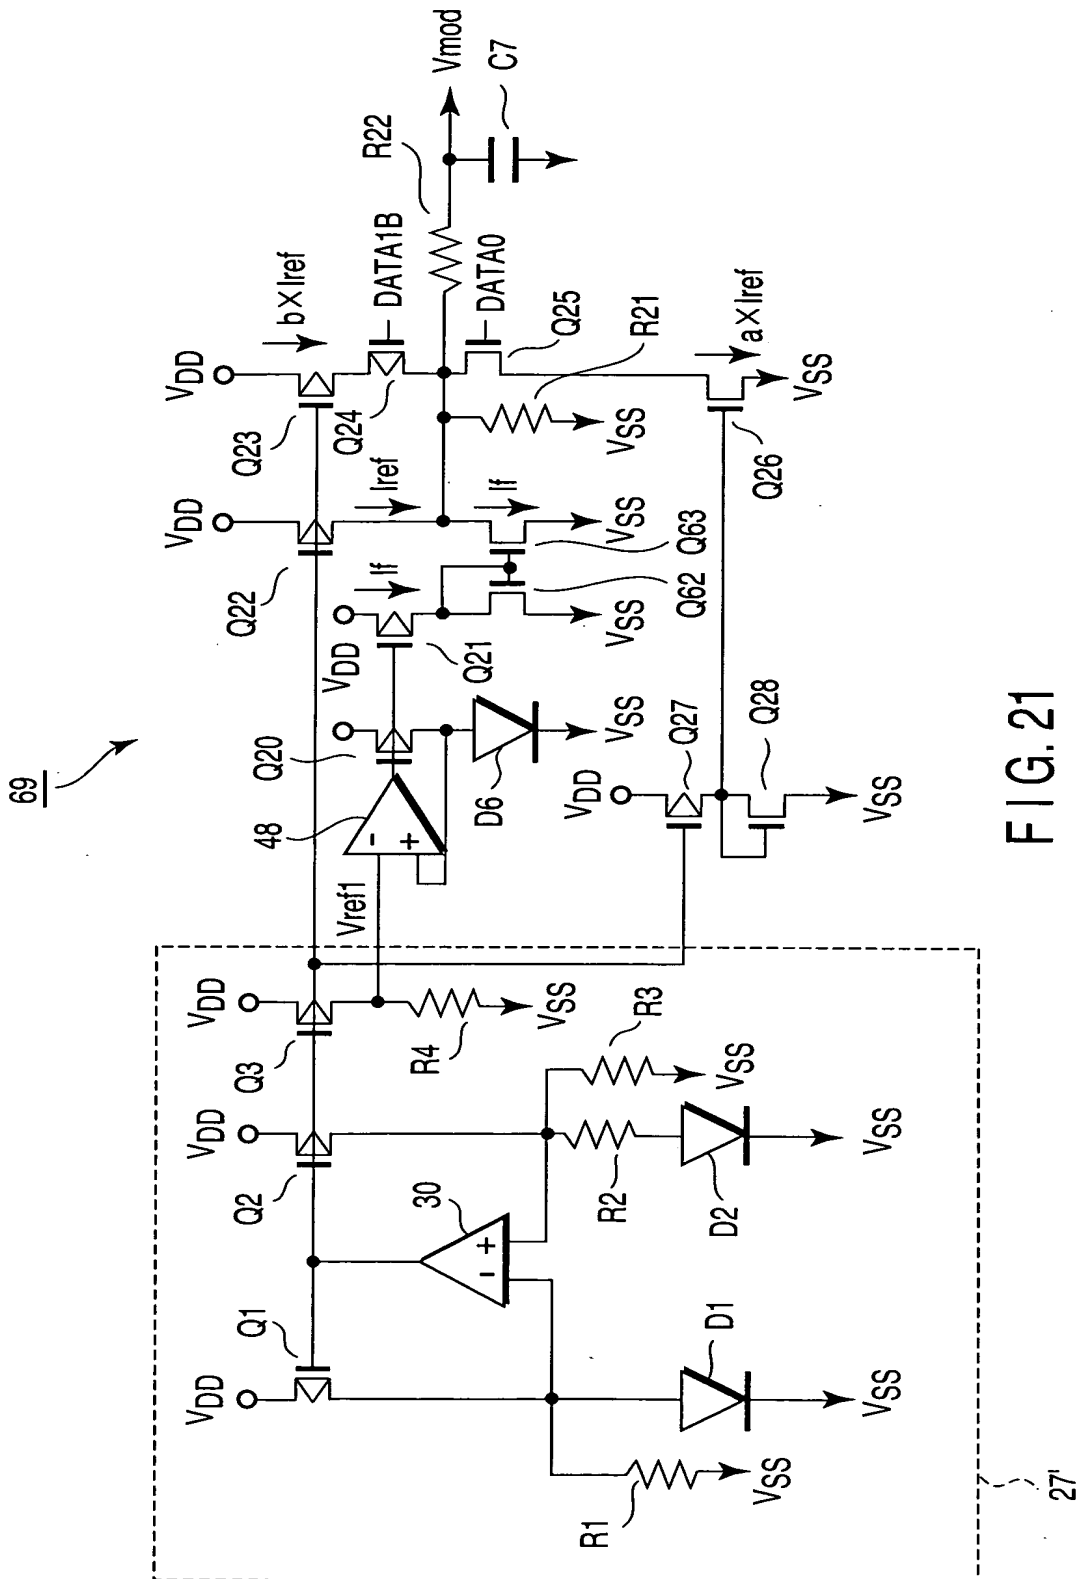 69
VDD
VDD
VDD
VDD
VDD
VDD
VDD
VDD
Q1
Q2
Q3
Q20
Q21
Q22
Q23
Q24
b×Iref
DATA1B
R22
Vmod
C7
Iref
If
If
DATA0
Q25
R21
a×Iref
VSS
Q26
VSS
VSS
Q63
Q62
VSS
48
-
+
Vref1
D6
VSS
R4
VSS
30
-
+
R3
VSS
R2
D2
VSS
D1
VSS
R1
VSS
Q27
Q28
VSS
27'
FIG. 21